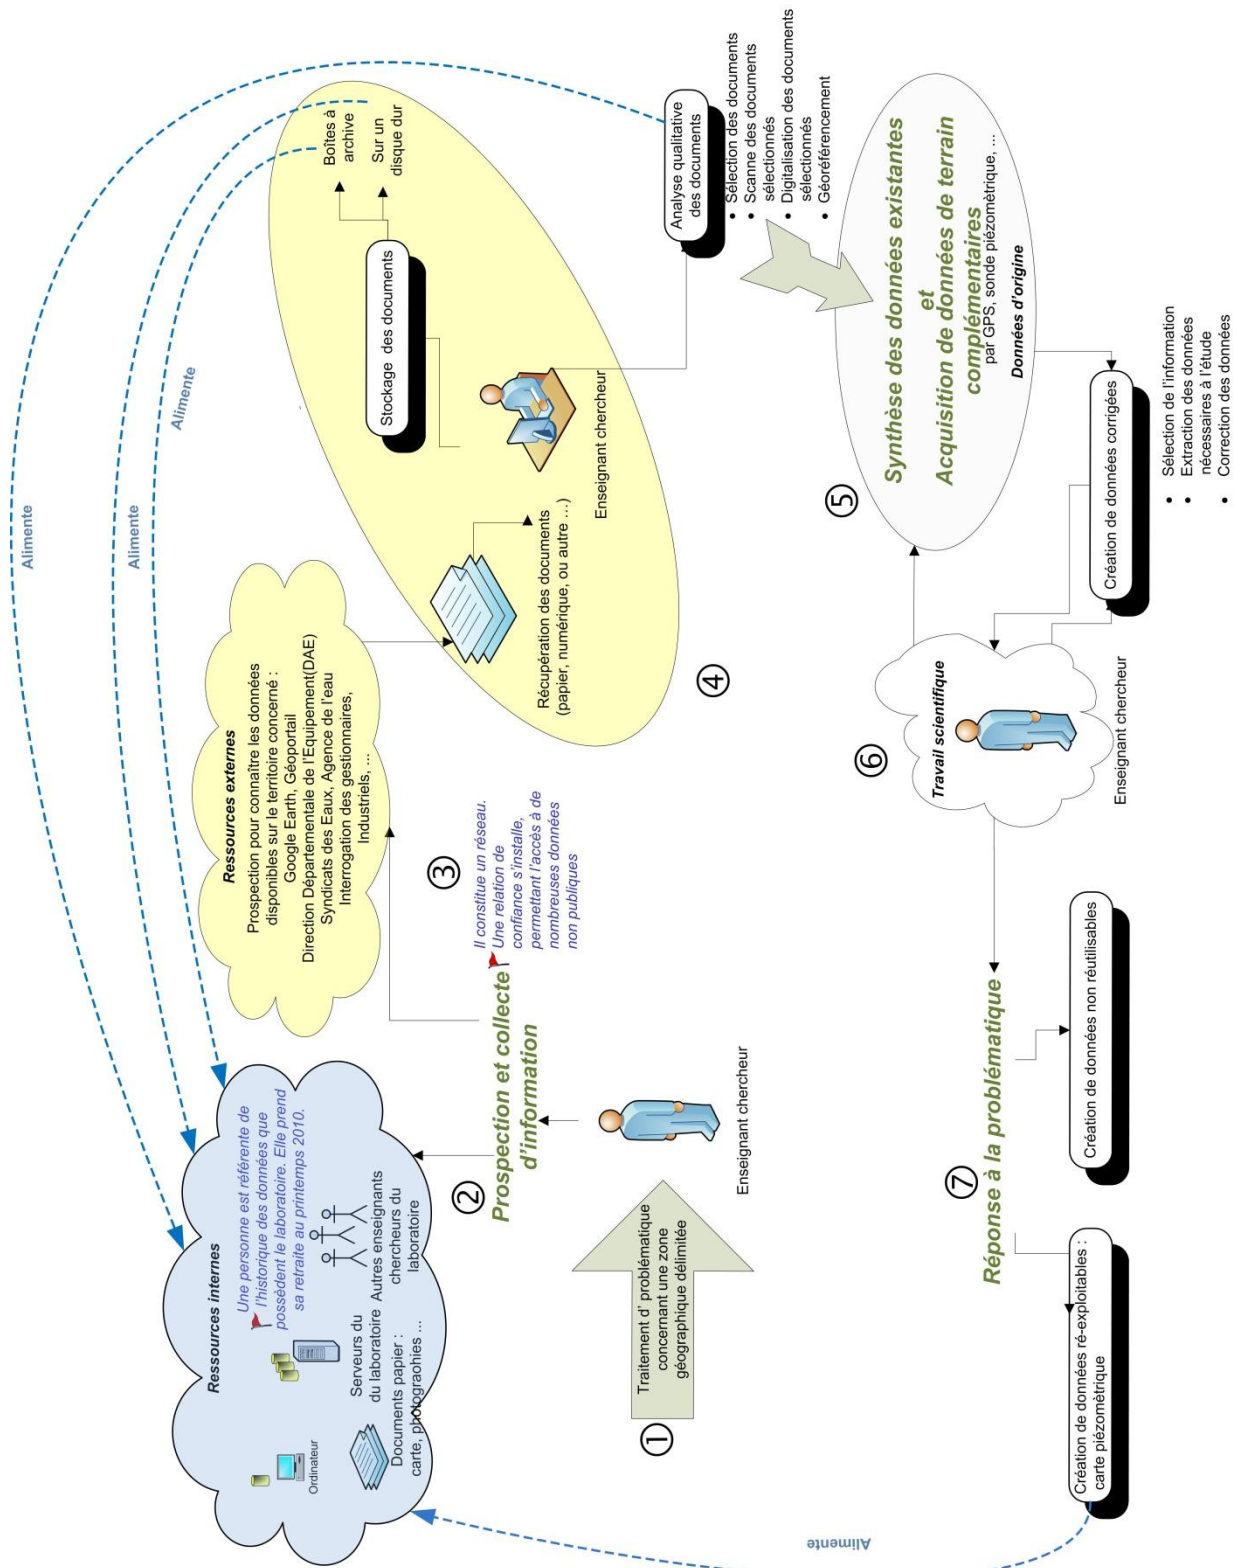 Ressources internes
Une personne est référente de
l'historique des données que
possèdent le laboratoire. Elle prend
sa retraite au printemps 2010.
Ordinateur
Serveurs du
du laboratoire
Documents papier :
carte, photograohies ...
Autres enseignants
chercheurs du
laboratoire
Ressources externes
Prospection pour connaître les données
disponibles sur le territoire concerné :
Google Earth, Géoportail
Direction Départementale de l'Equipement(DAE)
Syndicats des Eaux, Agence de l'eau
Interrogation des gestionnaires,
Industriels, ...
Alimente
Alimente
Alimente
①
Traitement d' problématique
concernant une zone
géographique délimitée
Enseignant chercheur
②
Prospection et collecte
d'information
③
Il constitue un réseau.
Une relation de
confiance s'installe,
permettant l'accès à de
nombreuses données
non publiques
④
Récupération des documents
(papier, numérique, ou autre …)
Enseignant chercheur
Stockage des documents
Boîtes à
archive
Sur un
disque dur
Analyse qualitative
des documents
• Sélection des documents
• Scanne des documents
sélectionnés
• Digitalisation des documents
sélectionnés
• Géoréférencement
⑤
Synthèse des données existantes
et
Acquisition de données de terrain
complémentaires
par GPS, sonde piézométrique, ...
Données d'origine
Création de données corrigées
• Sélection de l'information
• Extraction des données
nécessaires à l'étude
• Correction des données
⑥
Travail scientifique
Enseignant chercheur
⑦
Réponse à la problématique
Création de données non réutilisables
Création de données ré-exploitables :
carte piézomètrique
Alimente